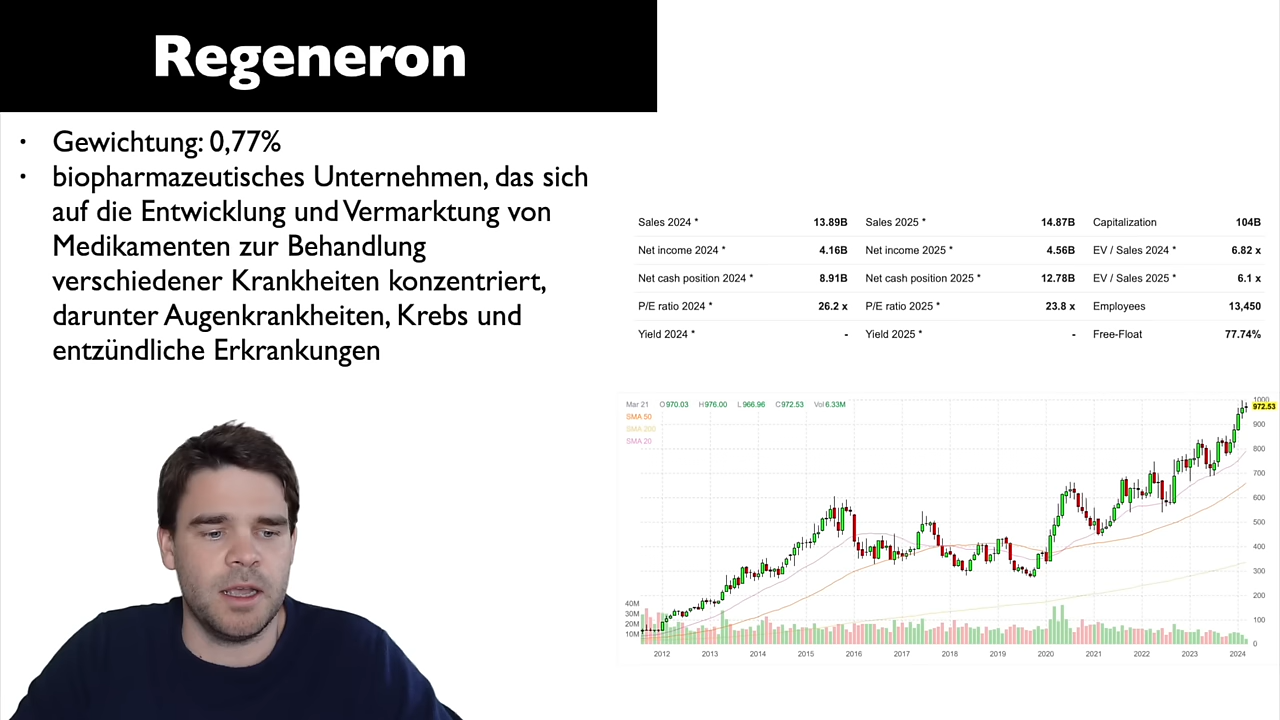 Regeneron
• Gewichtung: 0,77%
• biopharmazeutisches Unternehmen, das sich
auf die Entwicklung und Vermarktung von
Medikamenten zur Behandlung
verschiedener Krankheiten konzentriert,
darunter Augenkrankheiten, Krebs und
entzündliche Erkrankungen
Sales 2024 * 13.89B Sales 2025 * 14.87B Capitalization 104B
Net income 2024 * 4.16B Net income 2025 * 4.56B EV / Sales 2024 * 6.82 x
Net cash position 2024 * 8.91B Net cash position 2025 * 12.78B EV / Sales 2025 * 6.1 x
P/E ratio 2024 * 26.2 x P/E ratio 2025 * 23.8 x Employees 13,450
Yield 2024 * - Yield 2025 * - Free-Float 77.74%
Mar 21 O970.03 H976.00 L966.96 C972.53 Vol6.33M
SMA 50
SMA 200
SMA 20
1000
972.53
900
800
700
600
500
400
300
200
100
0
40M
30M
20M
10M
2012 2013 2014 2015 2016 2017 2018 2019 2020 2021 2022 2023 2024